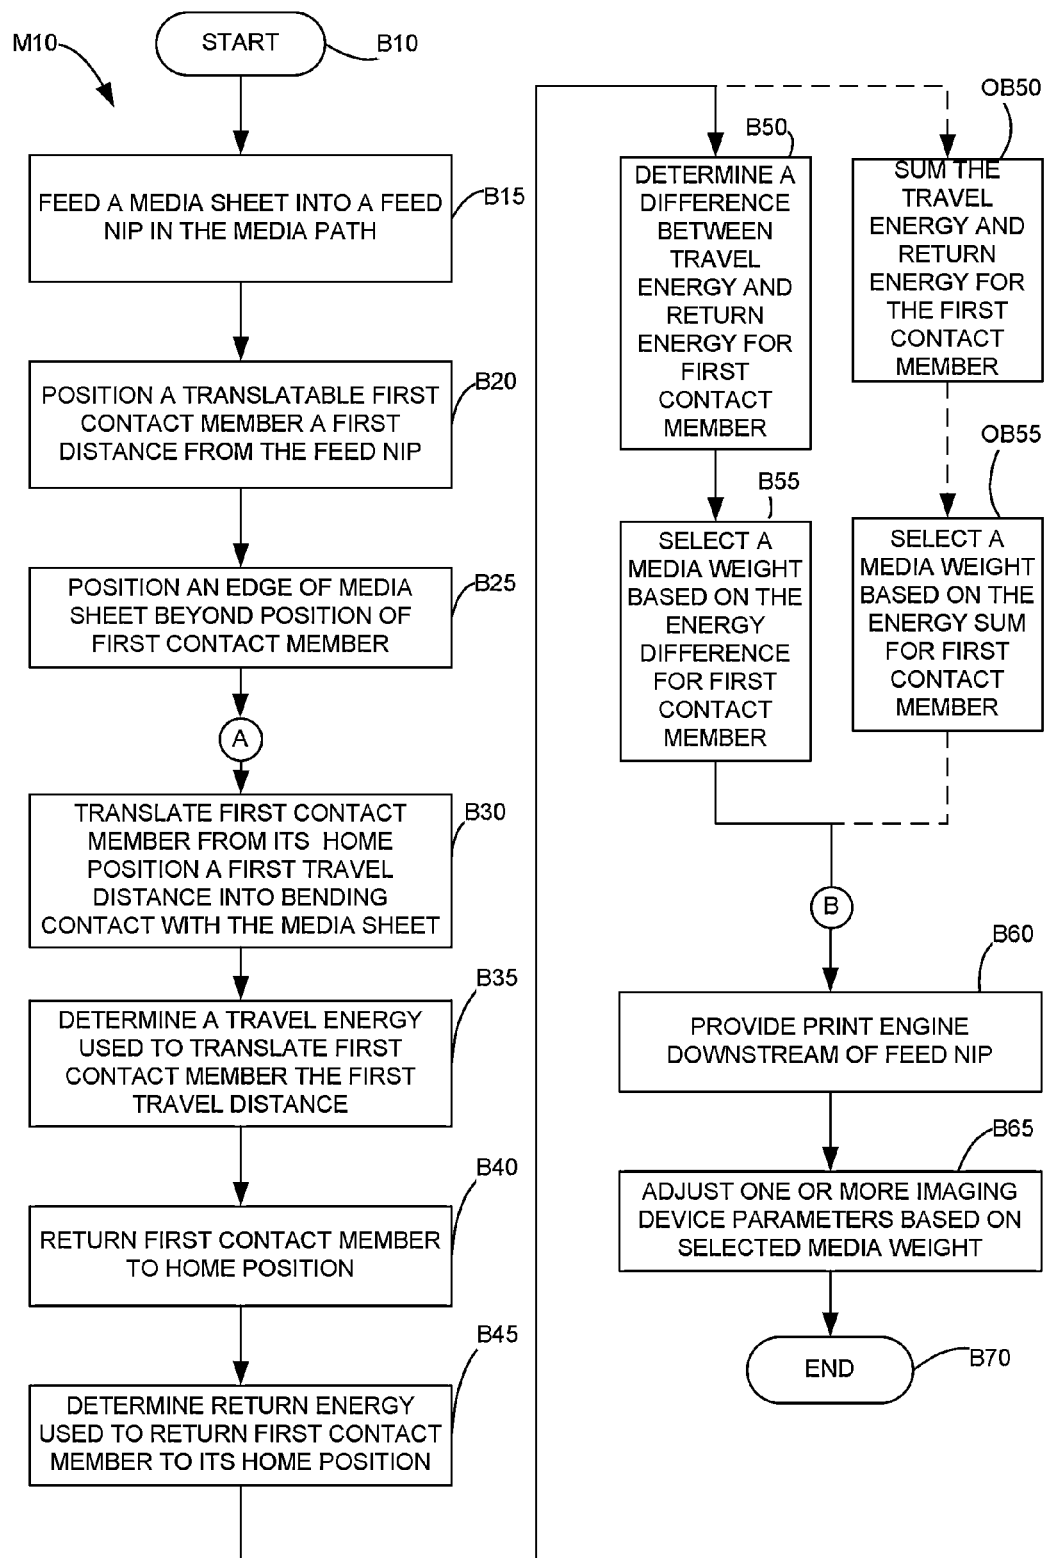 M10
START
B10
FEED A MEDIA SHEET INTO A FEED
NIP IN THE MEDIA PATH
B15
POSITION A TRANSLATABLE FIRST
CONTACT MEMBER A FIRST
DISTANCE FROM THE FEED NIP
B20
POSITION AN EDGE OF MEDIA
SHEET BEYOND POSITION OF
FIRST CONTACT MEMBER
B25
A
TRANSLATE FIRST CONTACT
MEMBER FROM ITS HOME
POSITION A FIRST TRAVEL
DISTANCE INTO BENDING
CONTACT WITH THE MEDIA SHEET
B30
DETERMINE A TRAVEL ENERGY
USED TO TRANSLATE FIRST
CONTACT MEMBER THE FIRST
TRAVEL DISTANCE
B35
RETURN FIRST CONTACT MEMBER
TO HOME POSITION
B40
DETERMINE RETURN ENERGY
USED TO RETURN FIRST CONTACT
MEMBER TO ITS HOME POSITION
B45
B50
DETERMINE A
DIFFERENCE
BETWEEN
TRAVEL
ENERGY AND
RETURN
ENERGY FOR
FIRST
CONTACT
MEMBER
OB50
SUM THE
TRAVEL
ENERGY AND
RETURN
ENERGY FOR
THE FIRST
CONTACT
MEMBER
B55
SELECT A
MEDIA WEIGHT
BASED ON THE
ENERGY
DIFFERENCE
FOR FIRST
CONTACT
MEMBER
OB55
SELECT A
MEDIA WEIGHT
BASED ON THE
ENERGY SUM
FOR FIRST
CONTACT
MEMBER
B
B60
PROVIDE PRINT ENGINE
DOWNSTREAM OF FEED NIP
B65
ADJUST ONE OR MORE IMAGING
DEVICE PARAMETERS BASED ON
SELECTED MEDIA WEIGHT
END
B70